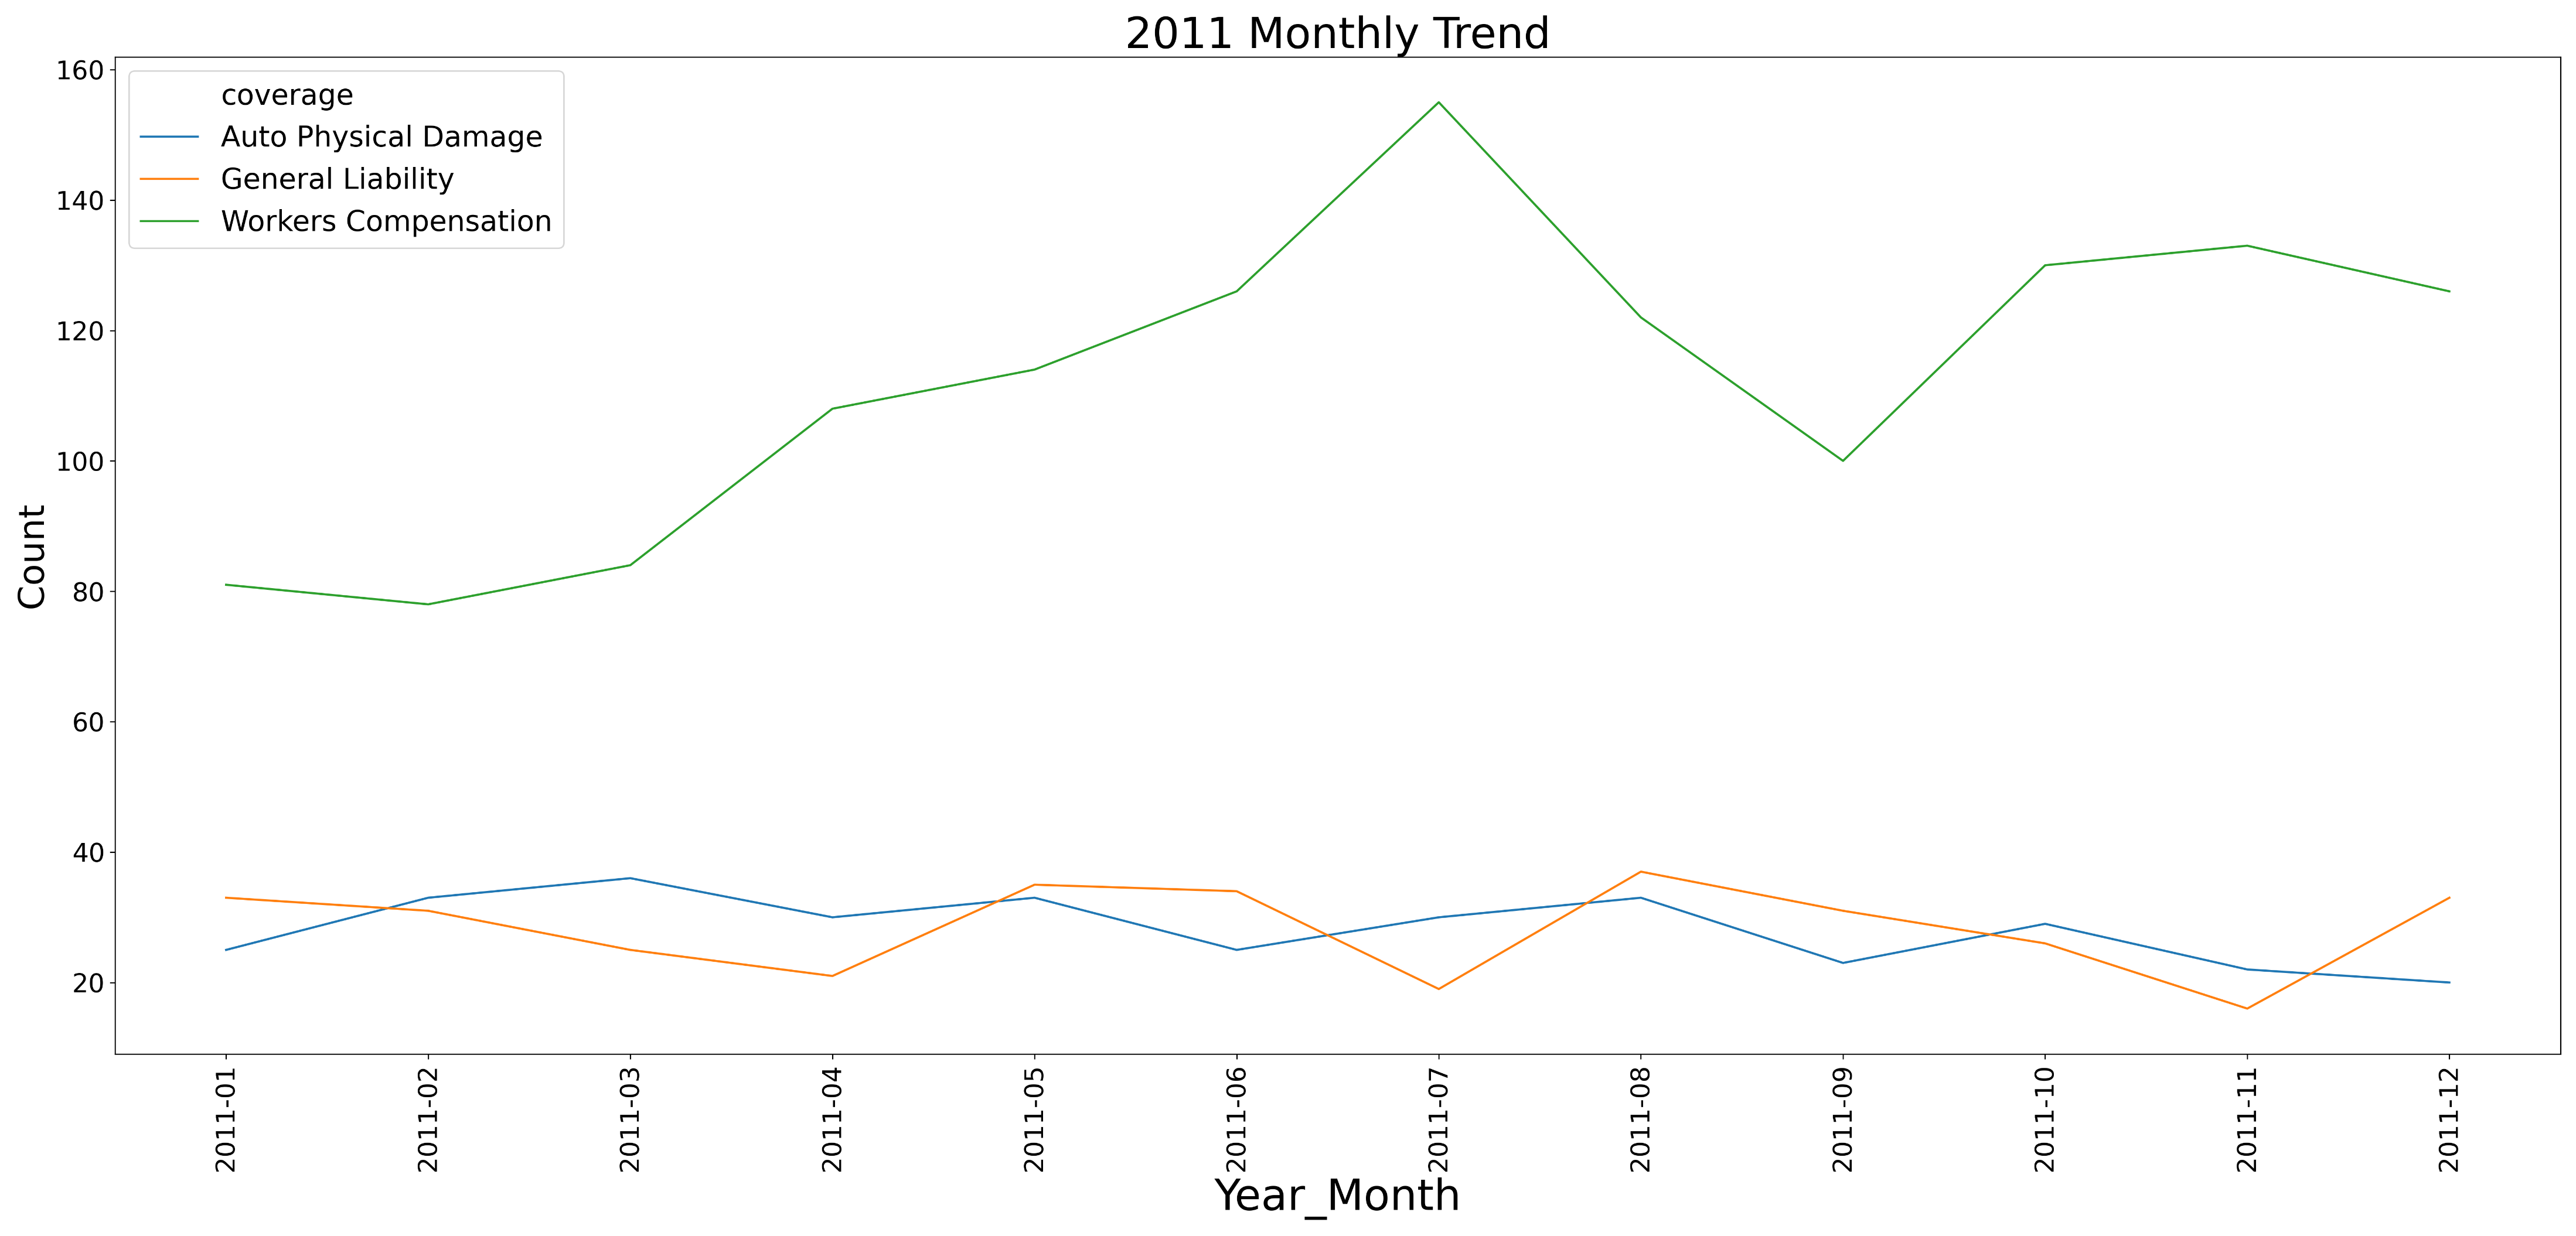 2011 Monthly Trend
coverage
Auto Physical Damage
General Liability
Workers Compensation
160
140
120
100
80
60
40
20
Count
2011-01
2011-02
2011-03
2011-04
2011-05
2011-06
2011-07
2011-08
2011-09
2011-10
2011-11
2011-12
Year_Month